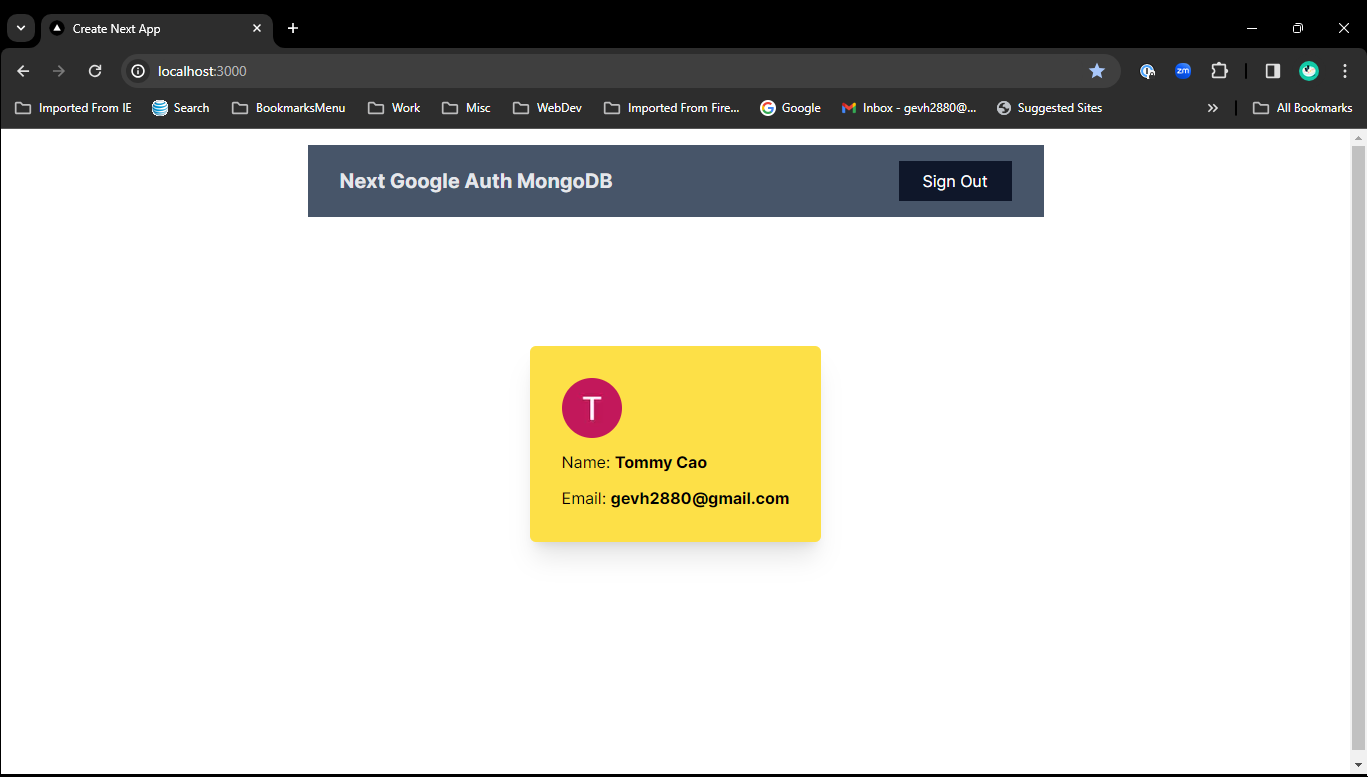 Create Next App
localhost:3000
zm
Imported From IE Search BookmarksMenu Work Misc WebDev Imported From Fire... G Google Inbox - gevh2880@... Suggested Sites All Bookmarks
Next Google Auth MongoDB Sign Out
T
Name: Tommy Cao
Email: gevh2880@gmail.com